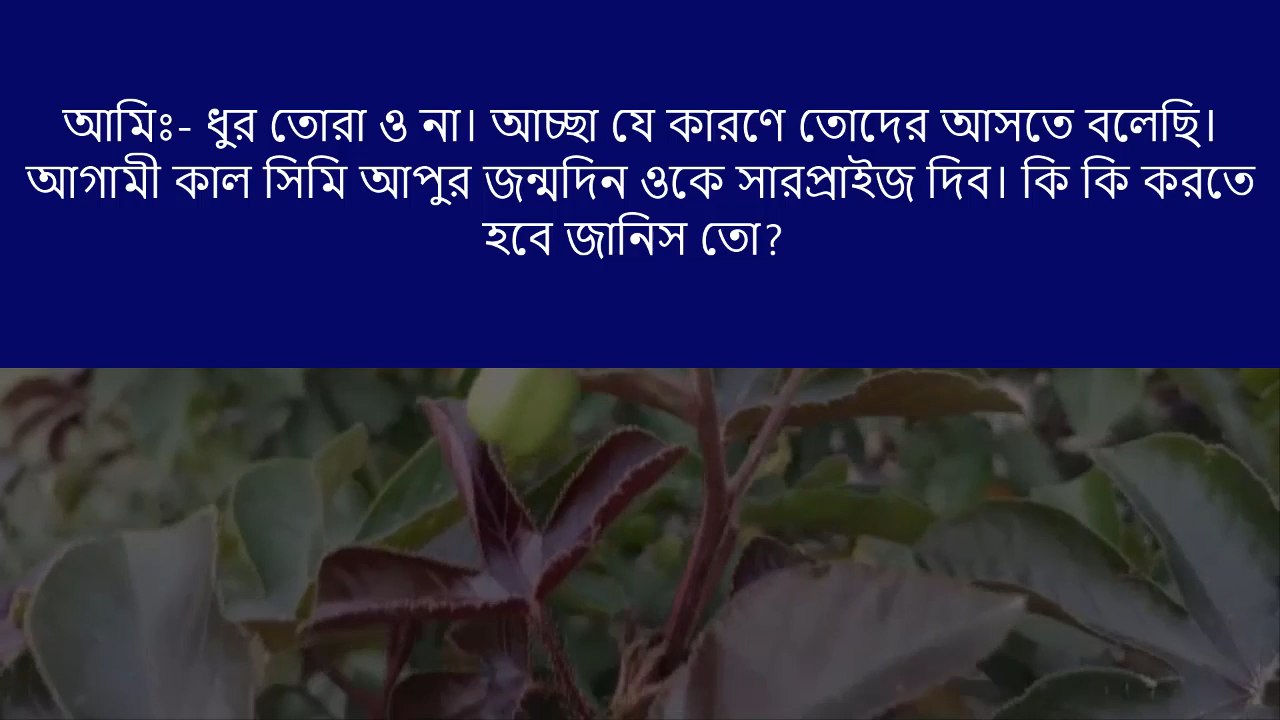 আমিঃ- ধুর তোরা ও না। আচ্ছা যে কারণে তোদের আসতে বলেছি।
আগামী কাল সিমি আপুর জন্মদিন ওকে সারপ্রাইজ দিব। কি কি করতে
হবে জানিস তো?